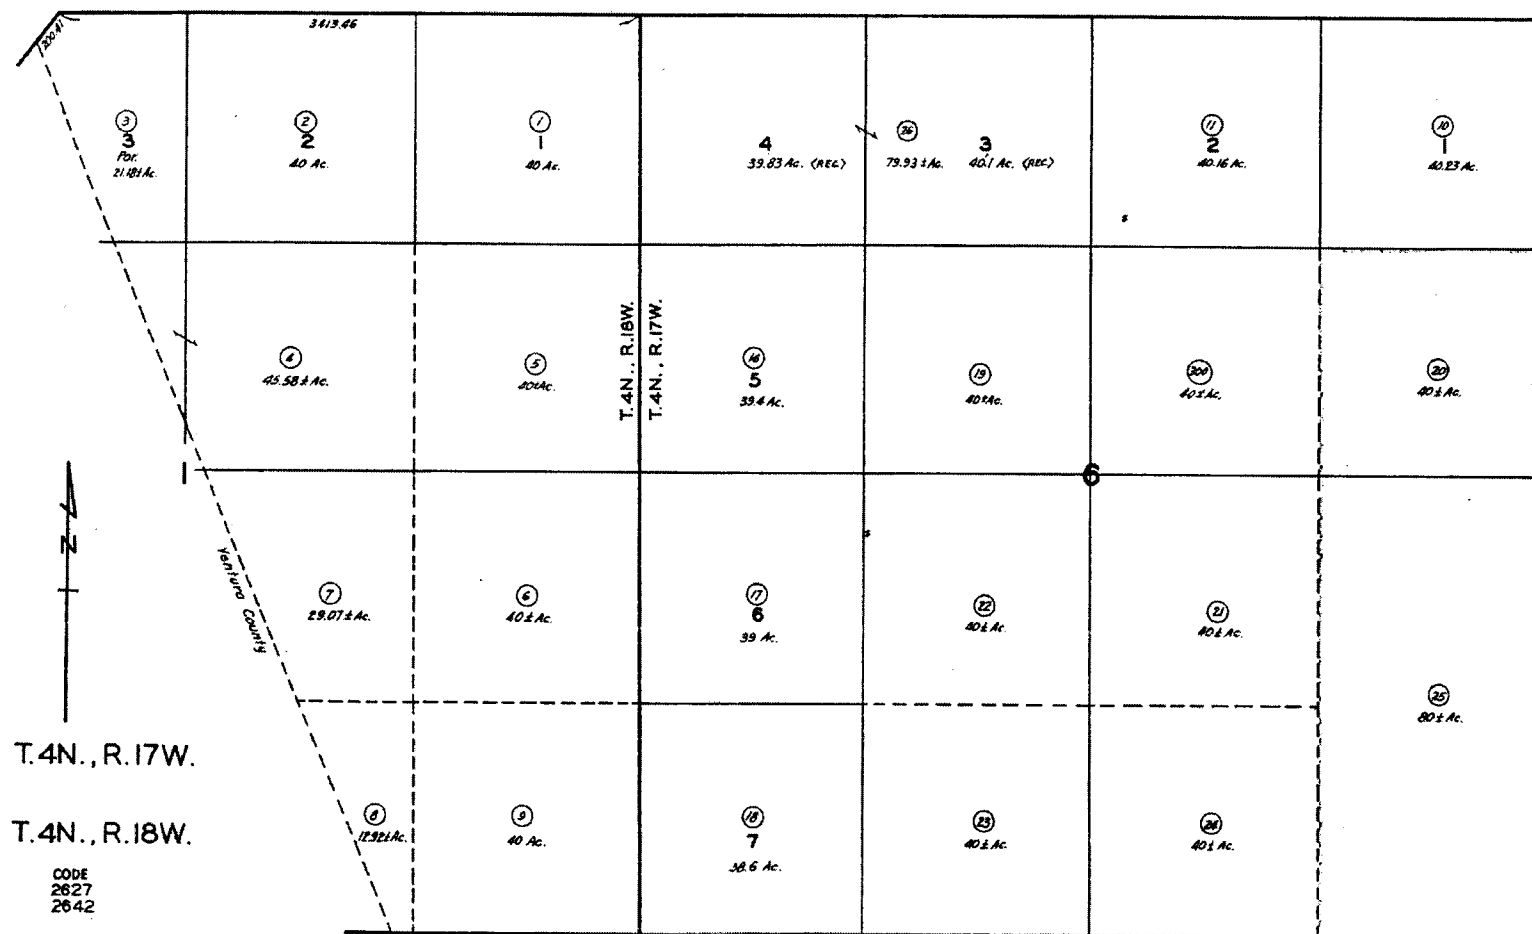 200.41
3413.46
3
3
Por.
21.18±Ac.
2
2
40 Ac.
1
1
40 Ac.
4
39.83 Ac. (REC)
26
79.93±Ac.
3
40.1 Ac. (REC)
11
2
40.16 Ac.
10
1
40.23 Ac.
4
45.58±Ac.
5
40±Ac.
T.4N., R.18W.
T.4N., R.17W.
16
5
39.4 Ac.
19
40±Ac.
300
40±Ac.
20
40±Ac.
1
6
N
Ventura County
7
29.07±Ac.
6
40±Ac.
17
6
39 Ac.
22
40±Ac.
21
40±Ac.
25
80±Ac.
T.4N., R.17W.
T.4N., R.18W.
CODE
2627
2642
8
12.92±Ac.
9
40 Ac.
18
7
38.6 Ac.
23
40±Ac.
24
40±Ac.